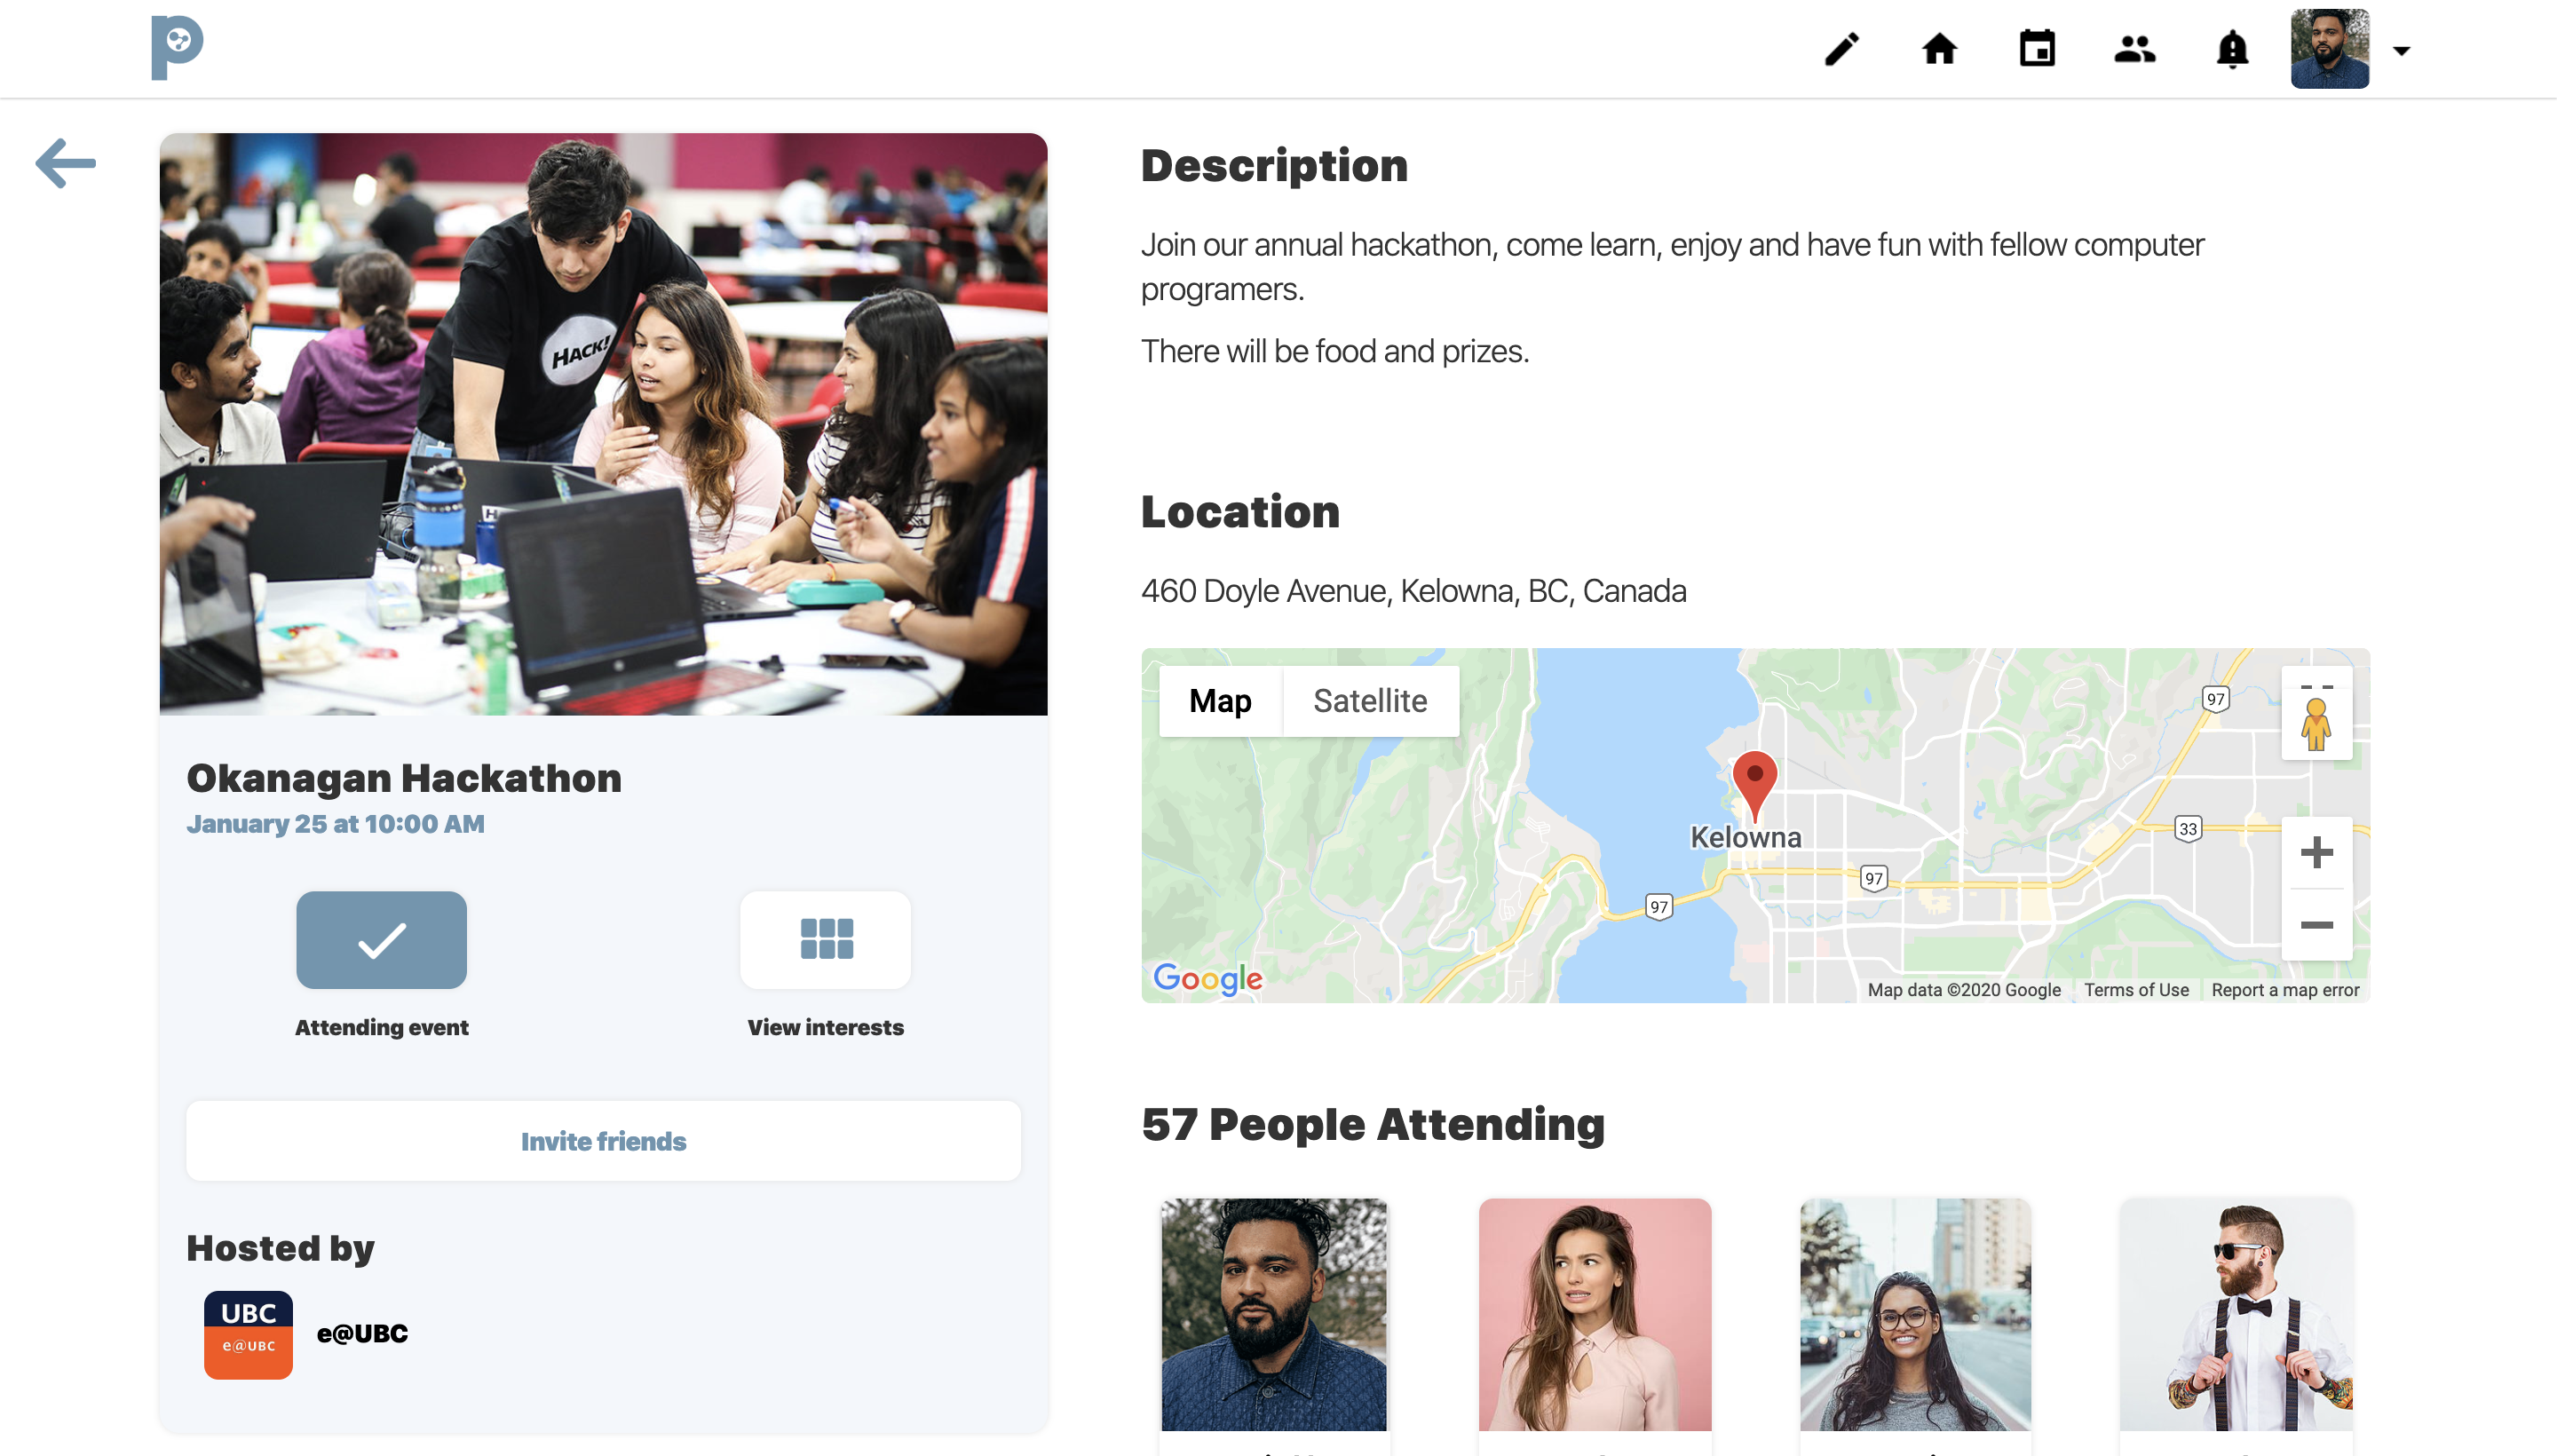 HACK!
Okanagan Hackathon
January 25 at 10:00 AM
Attending event
View interests
Invite friends
Hosted by
UBC
e@UBC
e@UBC
Description
Join our annual hackathon, come learn, enjoy and have fun with fellow computer
programers.
There will be food and prizes.
Location
460 Doyle Avenue, Kelowna, BC, Canada
Map
Satellite
97
Kelowna
33
97
97
Google
Map data ©2020 Google
Terms of Use
Report a map error
57 People Attending